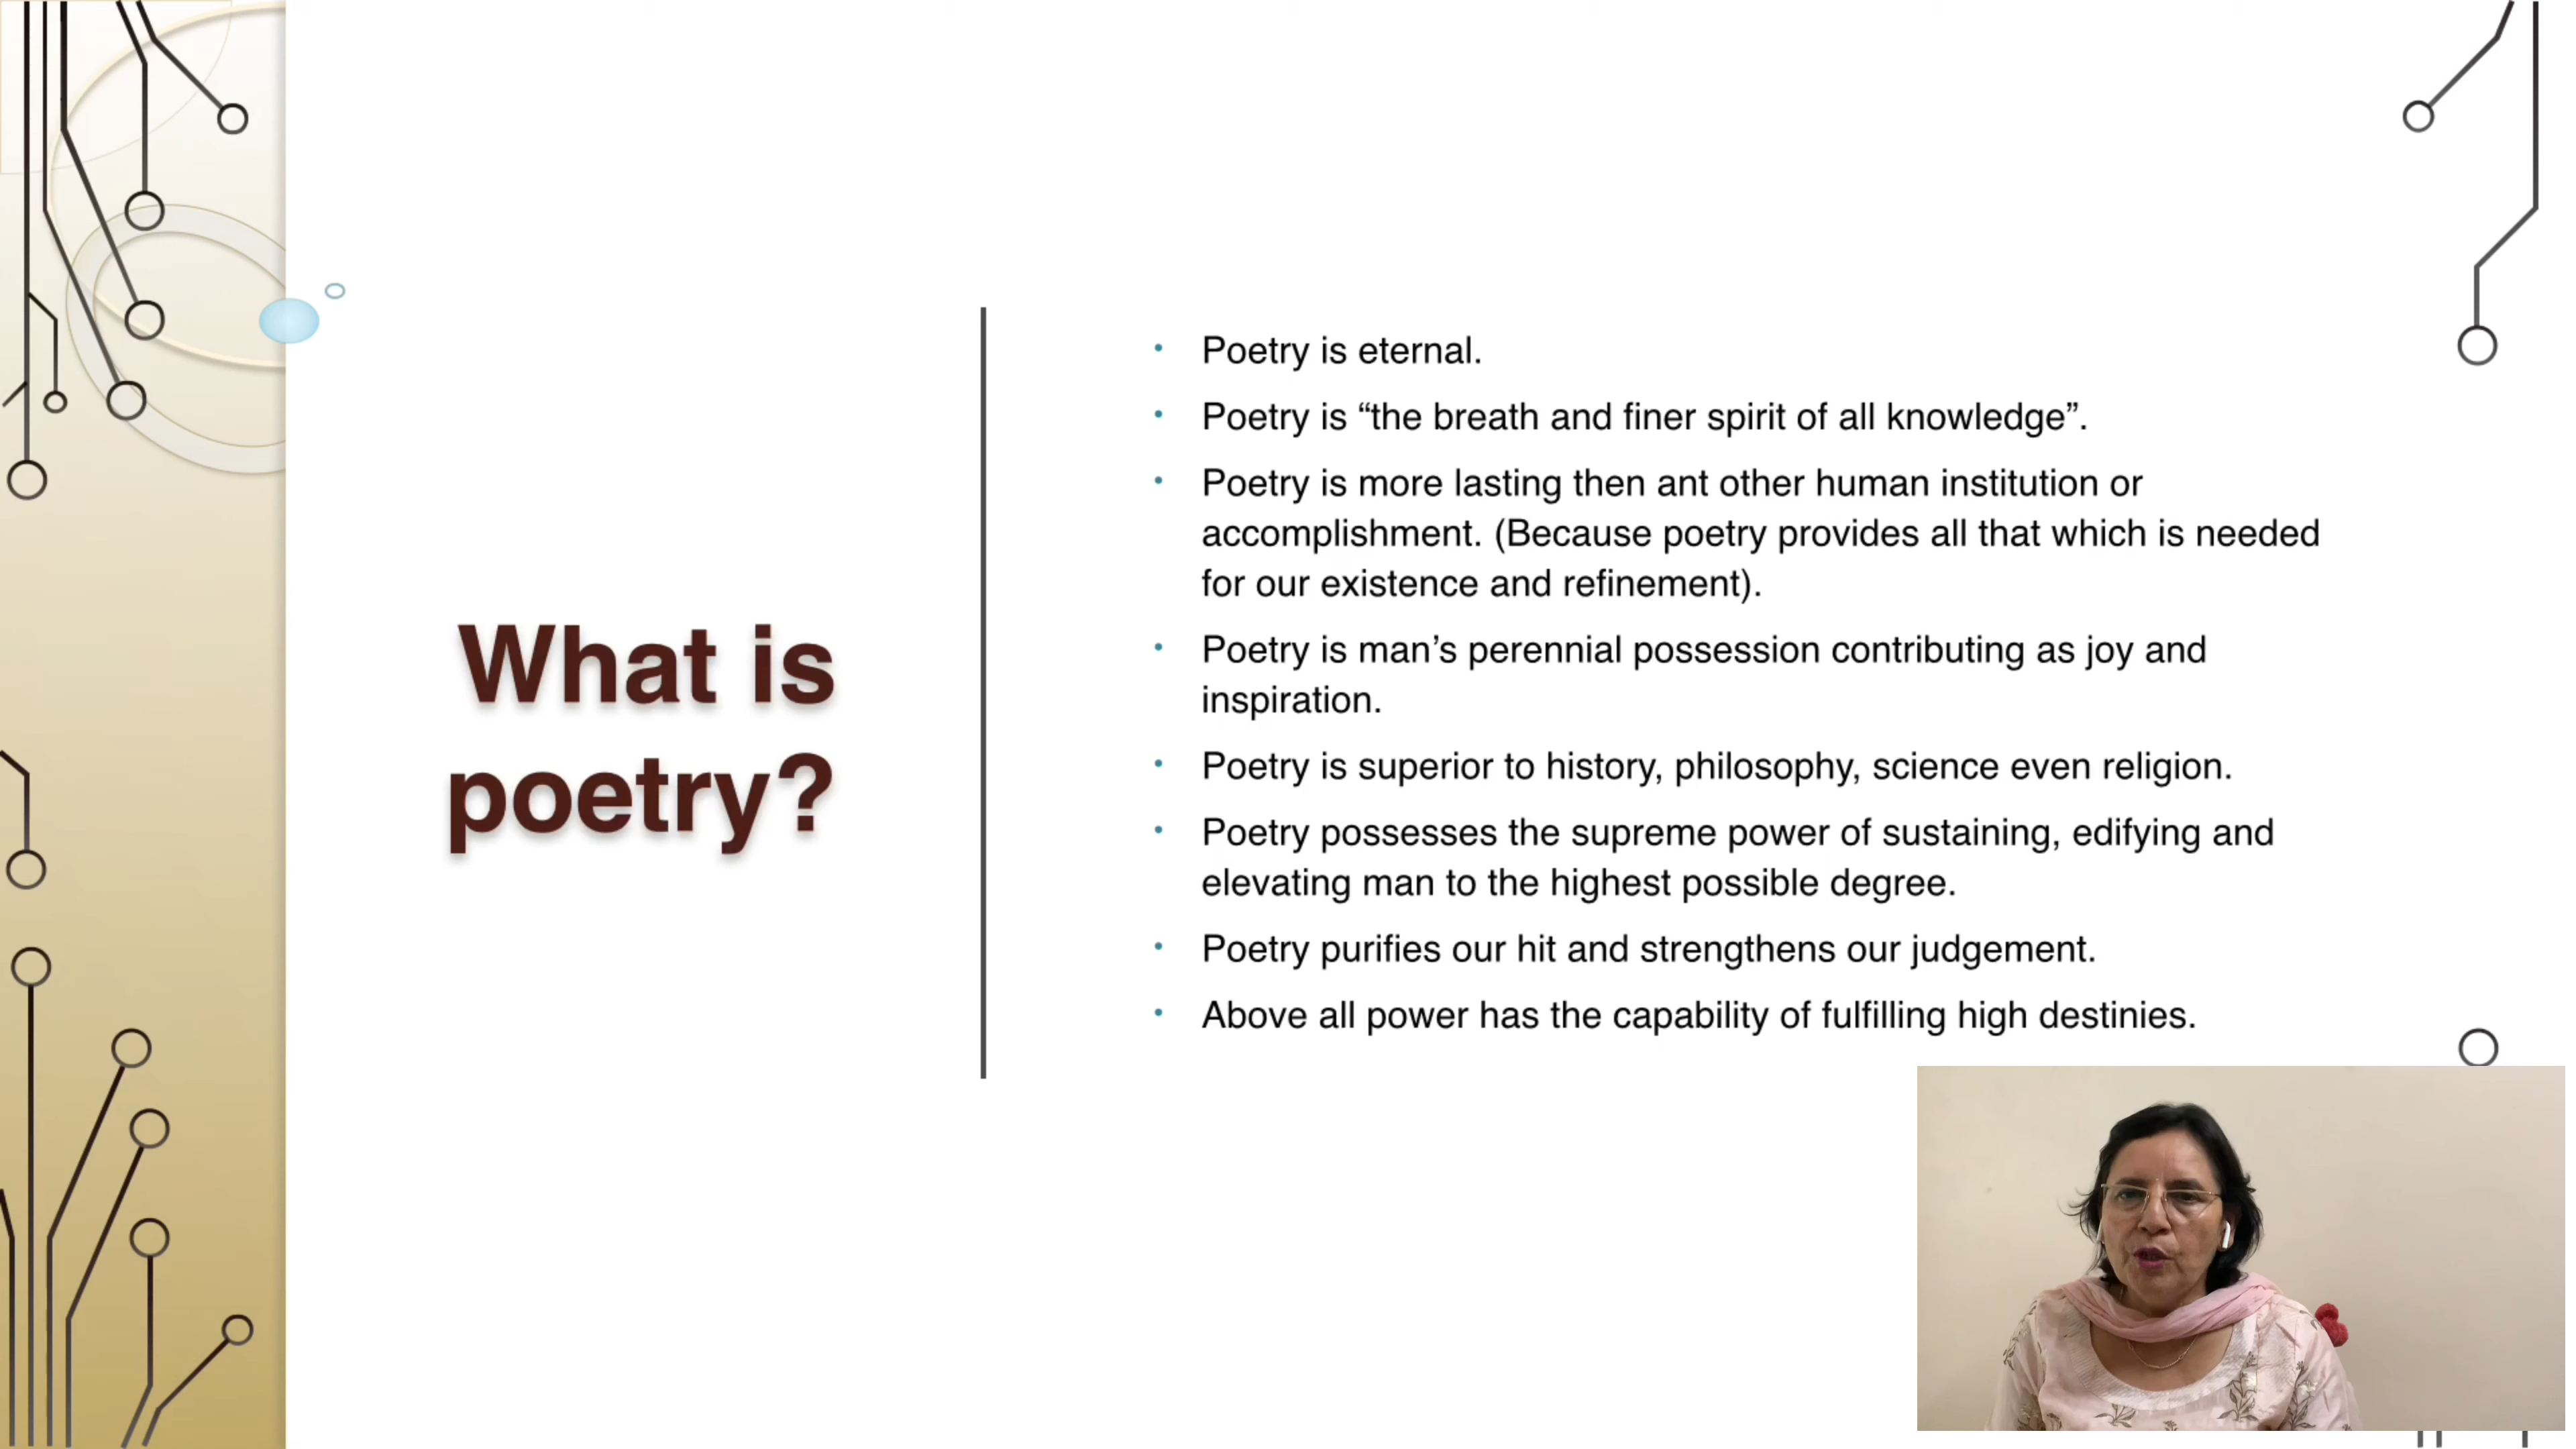 What is
poetry?
• Poetry is eternal.
• Poetry is “the breath and finer spirit of all knowledge”.
• Poetry is more lasting then ant other human institution or
accomplishment. (Because poetry provides all that which is needed
for our existence and refinement).
• Poetry is man’s perennial possession contributing as joy and
inspiration.
• Poetry is superior to history, philosophy, science even religion.
• Poetry possesses the supreme power of sustaining, edifying and
elevating man to the highest possible degree.
• Poetry purifies our hit and strengthens our judgement.
• Above all power has the capability of fulfilling high destinies.